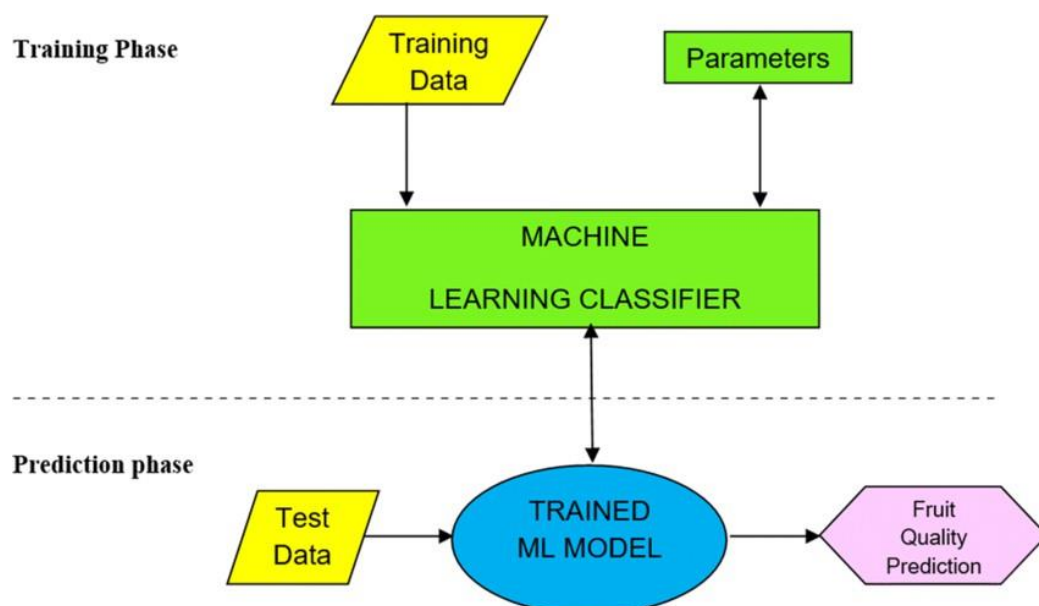 Training Phase
Training
Data
Parameters
MACHINE
LEARNING CLASSIFIER
Prediction phase
Test
Data
TRAINED
ML MODEL
Fruit
Quality
Prediction